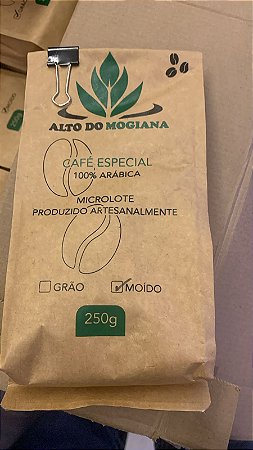 ALTO DO MOGIANA
CAFÉ ESPECIAL
100% ARÁBICA
MICROLOTE
PRODUZIDO ARTESANALMENTE
GRÃO MOÍDO
250g